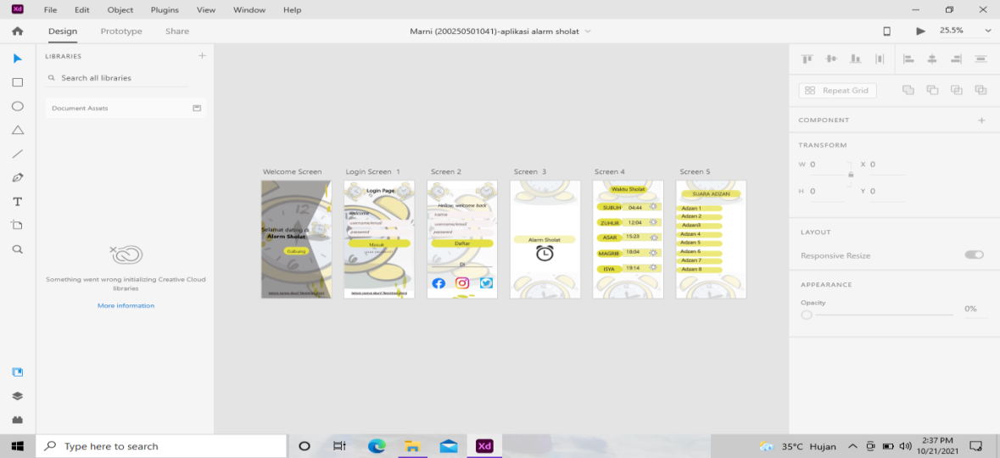 Xd File Edit Object Plugins View Window Help
Design Prototype Share
Marni (200250501041)-aplikasi alarm sholat
25.5%
LIBRARIES
Search all libraries
Document Assets
Something went wrong initializing Creative Cloud
libraries
More information
Welcome Screen
Selamat dating di
Alarm Sholat
Gabung
Login Screen 1
Login Page
Welcome
username/email
password
Masuk
Screen 2
Hellow, welcome back
name
username/email
password
Daftar
Screen 3
Alarm Sholat
Screen 4
Waktu Sholat
SUBUH 04:44
ZUHUR 12:04
ASAR 15:23
MAGRIB 18:04
ISYA 19:14
Screen 5
SUARA ADZAN
Adzan 1
Adzan 2
Adzan3
Adzan 4
Adzan 5
Adzan 6
Adzan 7
Adzan 8
Repeat Grid
COMPONENT
TRANSFORM
W 0 X 0
H 0 Y 0
LAYOUT
Responsive Resize
APPEARANCE
Opacity
0%
Type here to search
Xd
35°C Hujan
2:37 PM
10/21/2021